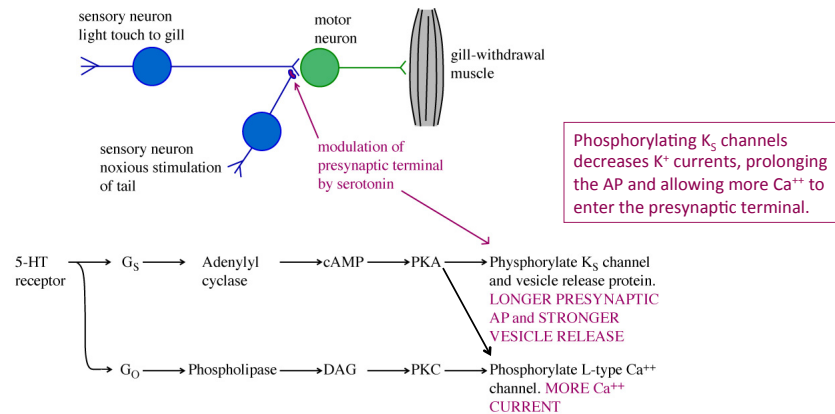 sensory neuron
light touch to gill
motor
neuron
gill-withdrawal
muscle
sensory neuron
noxious stimulation
of tail
modulation of
presynaptic terminal
by serotonin
Phosphorylating KS channels
decreases K+ currents, prolonging
the AP and allowing more Ca++ to
enter the presynaptic terminal.
5-HT
receptor
GS
Adenylyl
cyclase
cAMP
PKA
Physphorylate KS channel
and vesicle release protein.
LONGER PRESYNAPTIC
AP and STRONGER
VESICLE RELEASE
GO
Phospholipase
DAG
PKC
Phosphorylate L-type Ca++
channel. MORE Ca++
CURRENT